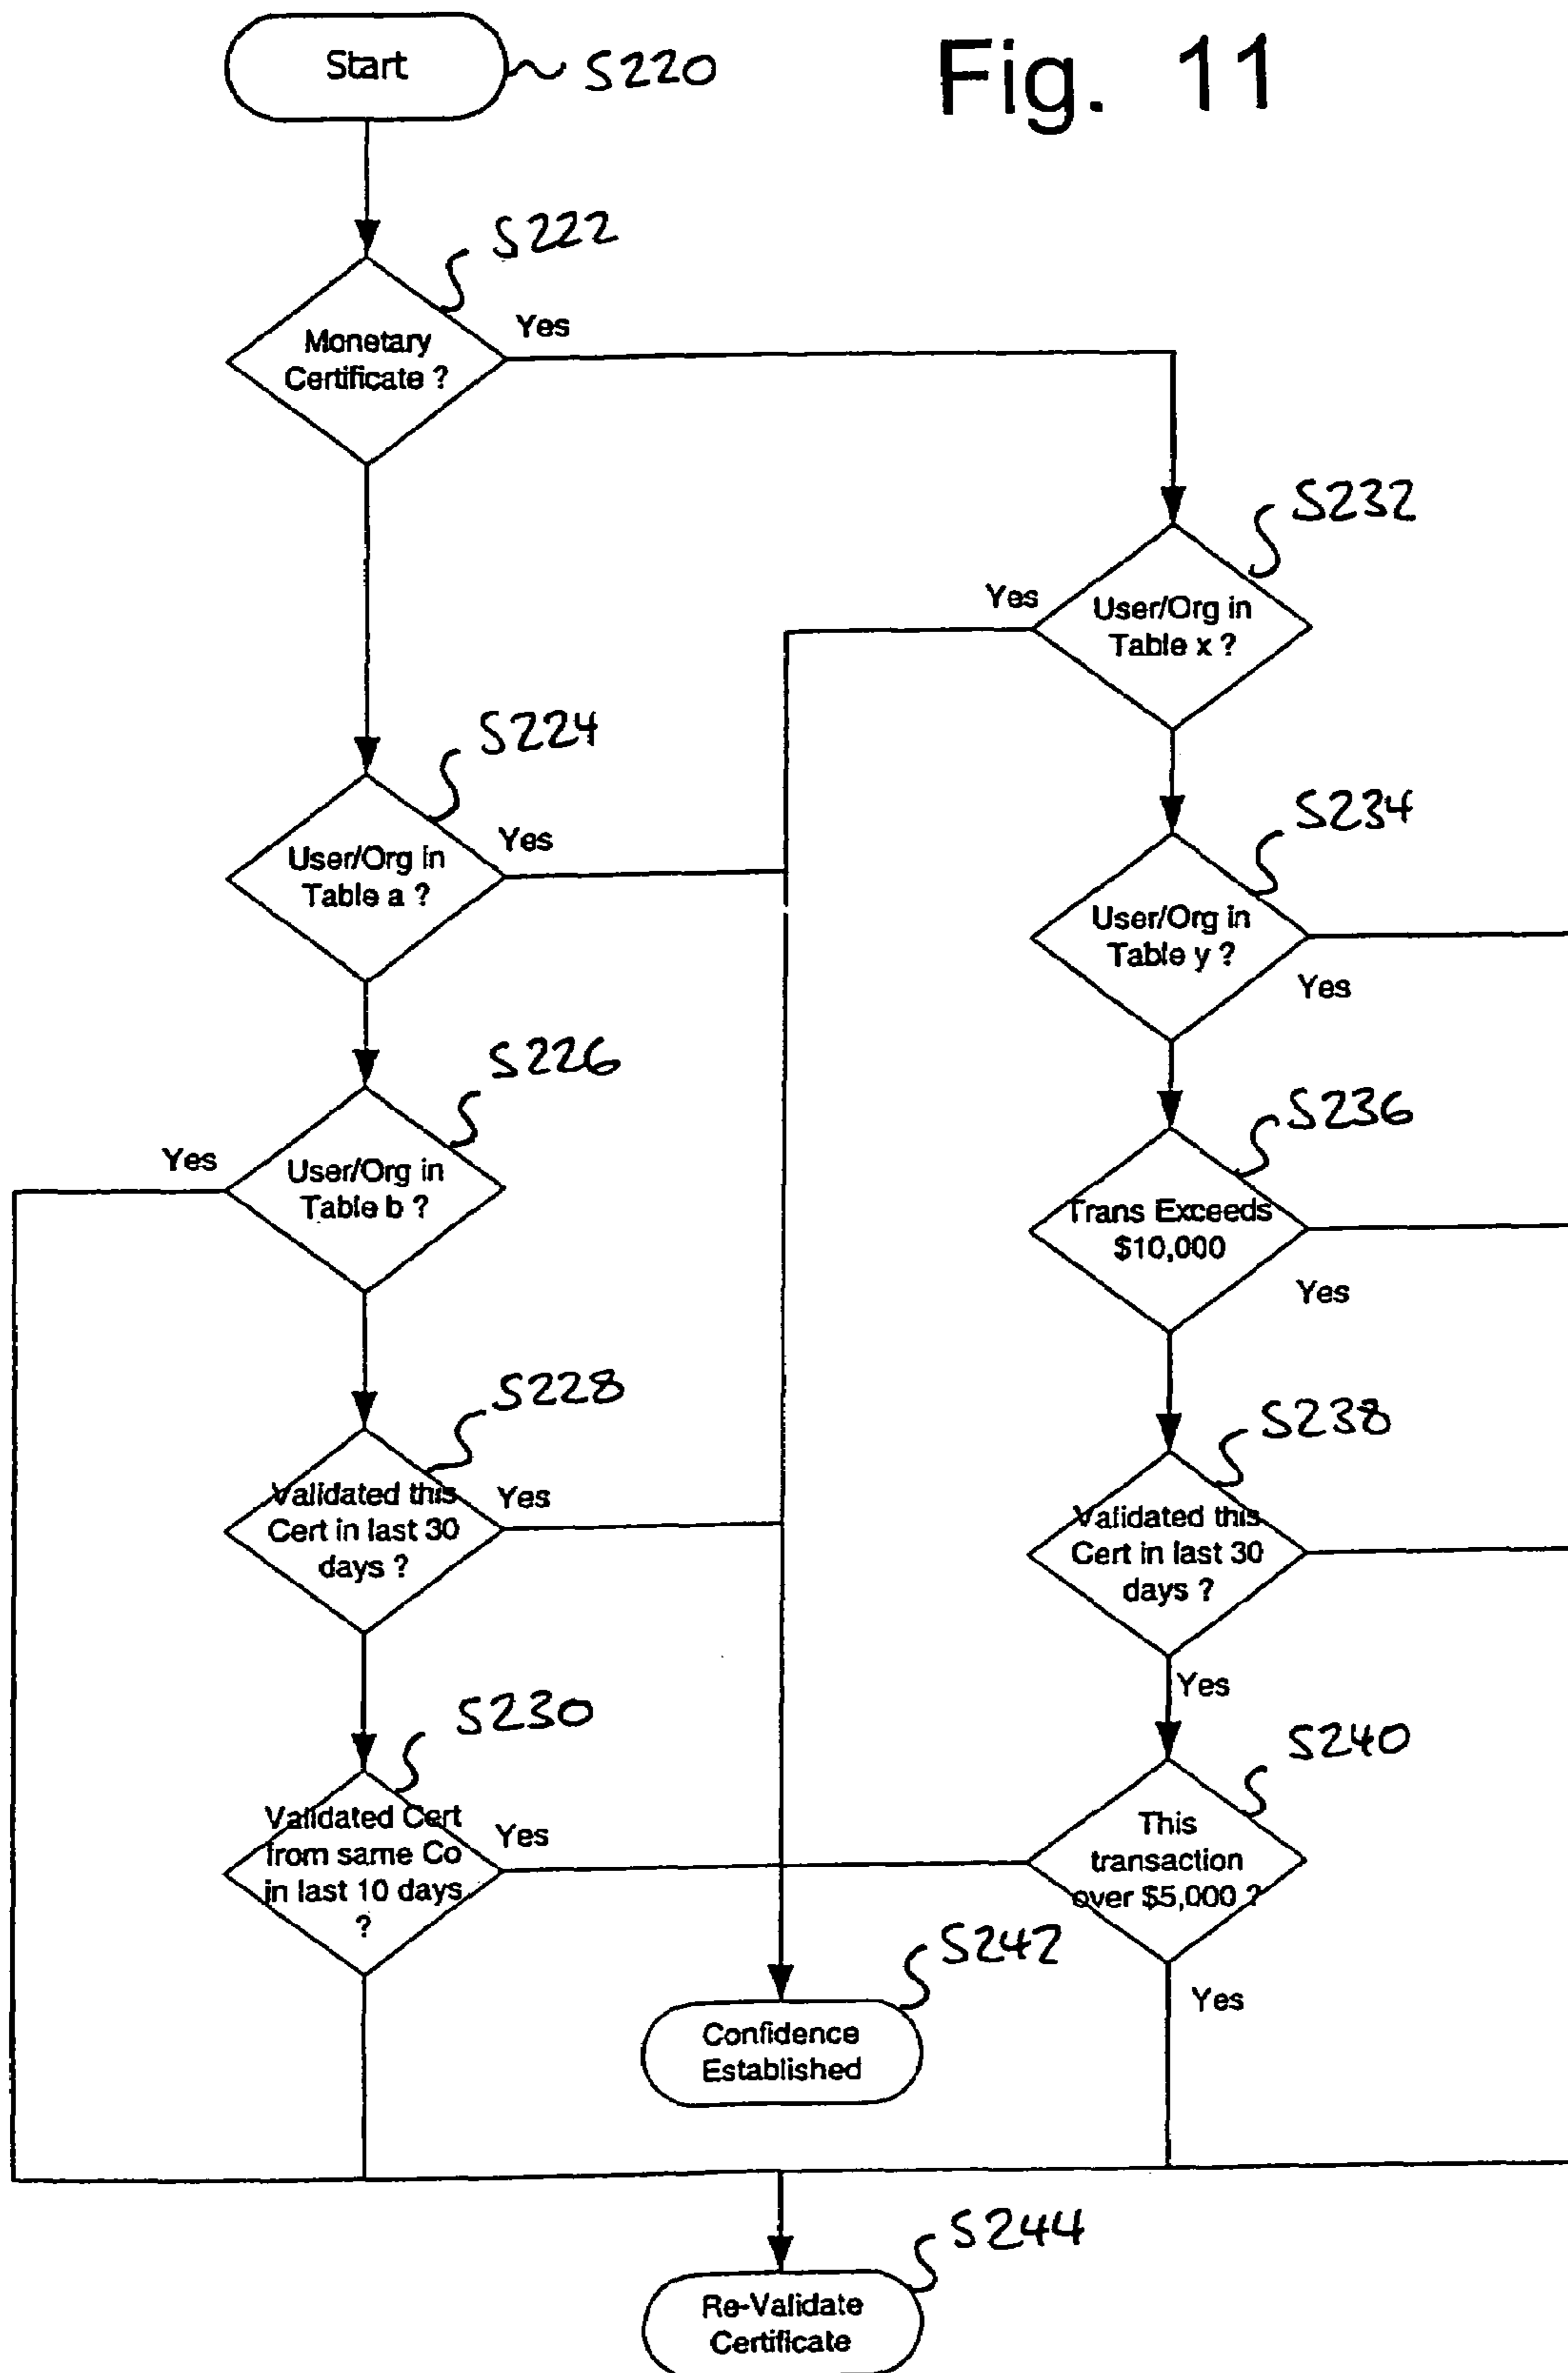 Start
S220
Fig. 11
S222
Monetary
Certificate ?
Yes
S232
Yes
User/Org in
Table x ?
S224
User/Org in
Table a ?
Yes
S234
User/Org in
Table y ?
Yes
S226
Yes
User/Org in
Table b ?
S236
Trans Exceeds
$10,000
Yes
S228
Validated this
Cert in last 30
days ?
Yes
S238
Validated this
Cert in last 30
days ?
Yes
S230
Validated Cert
from same Co
in last 10 days
?
Yes
S240
This
transaction
over $5,000 ?
Yes
S242
Confidence
Established
S244
Re-Validate
Certificate